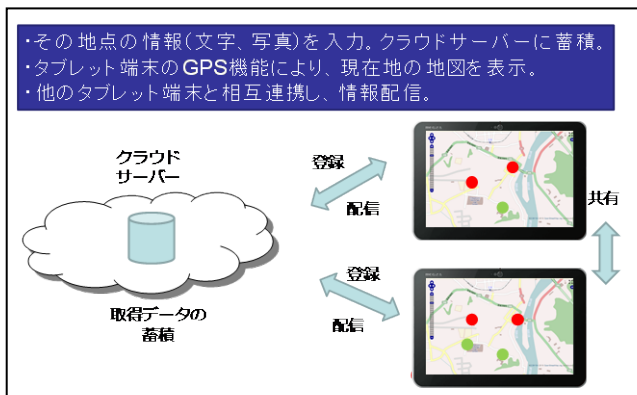 ・その地点の情報(文字、写真)を入力。クラウドサーバーに蓄積。
・タブレット端末のGPS機能により、現在地の地図を表示。
・他のタブレット端末と相互連携し、情報配信。
クラウド
サーバー
取得データの
蓄積
登録
配信
登録
配信
共有